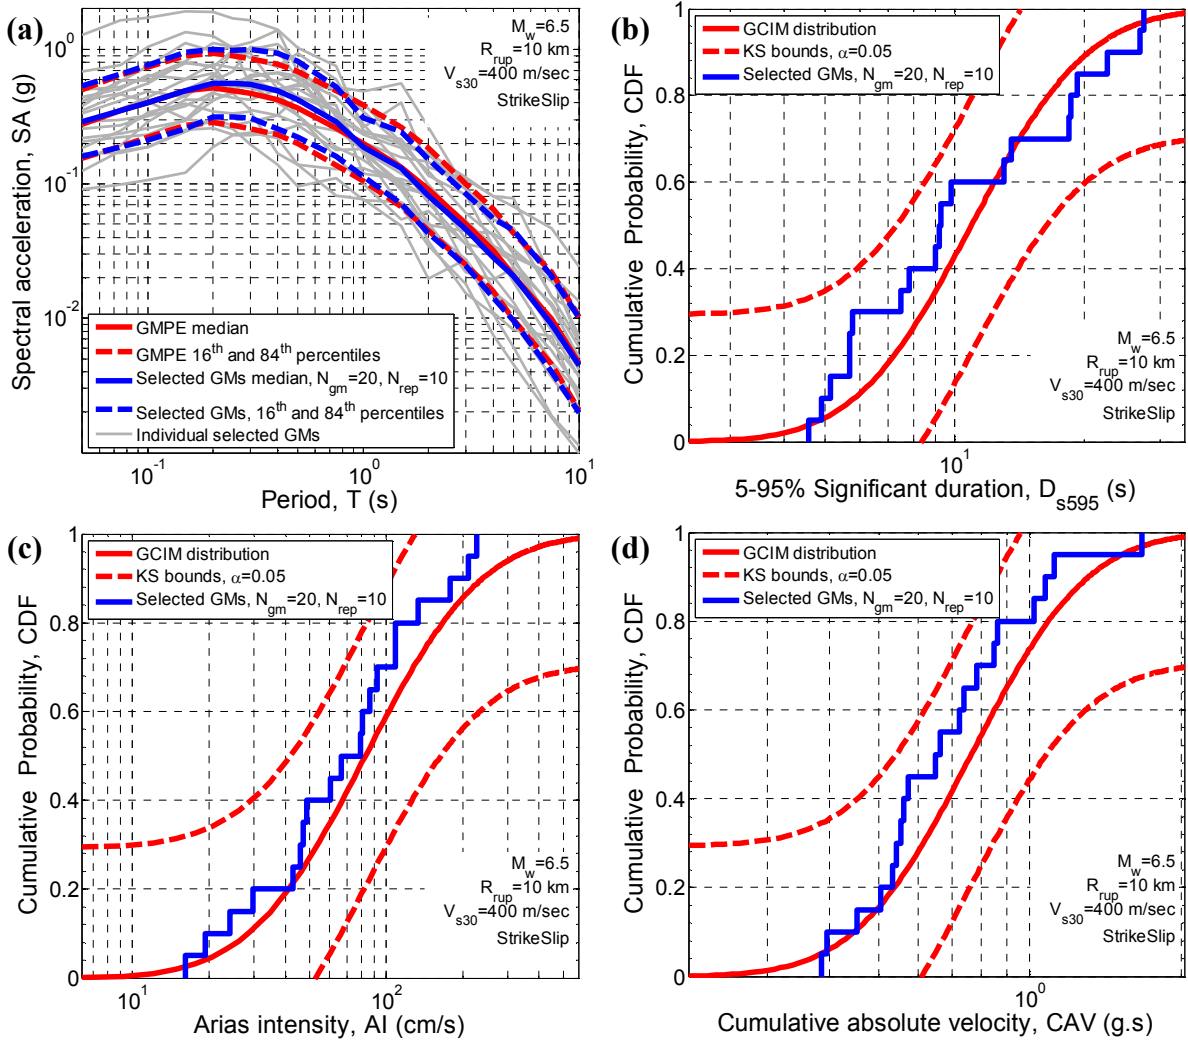 (a)
M_w=6.5
R_rup=10 km
V_s30=400 m/sec
StrikeSlip
10^0
10^-1
10^-2
Spectral acceleration, SA (g)
GMPE median
GMPE 16^th and 84^th percentiles
Selected GMs median, N_gm=20, N_rep=10
Selected GMs, 16^th and 84^th percentiles
Individual selected GMs
10^-1
10^0
10^1
Period, T (s)
(b)
GCIM distribution
KS bounds, α=0.05
Selected GMs, N_gm=20, N_rep=10
1
0.8
0.6
0.4
0.2
0
Cumulative Probability, CDF
M_w=6.5
R_rup=10 km
V_s30=400 m/sec
StrikeSlip
10^1
5-95% Significant duration, D_s595 (s)
(c)
GCIM distribution
KS bounds, α=0.05
Selected GMs, N_gm=20, N_rep=10
1
0.8
0.6
0.4
0.2
0
Cumulative Probability, CDF
M_w=6.5
R_rup=10 km
V_s30=400 m/sec
StrikeSlip
10^1
10^2
Arias intensity, AI (cm/s)
(d)
GCIM distribution
KS bounds, α=0.05
Selected GMs, N_gm=20, N_rep=10
1
0.8
0.6
0.4
0.2
0
Cumulative Probability, CDF
M_w=6.5
R_rup=10 km
V_s30=400 m/sec
StrikeSlip
10^0
Cumulative absolute velocity, CAV (g.s)